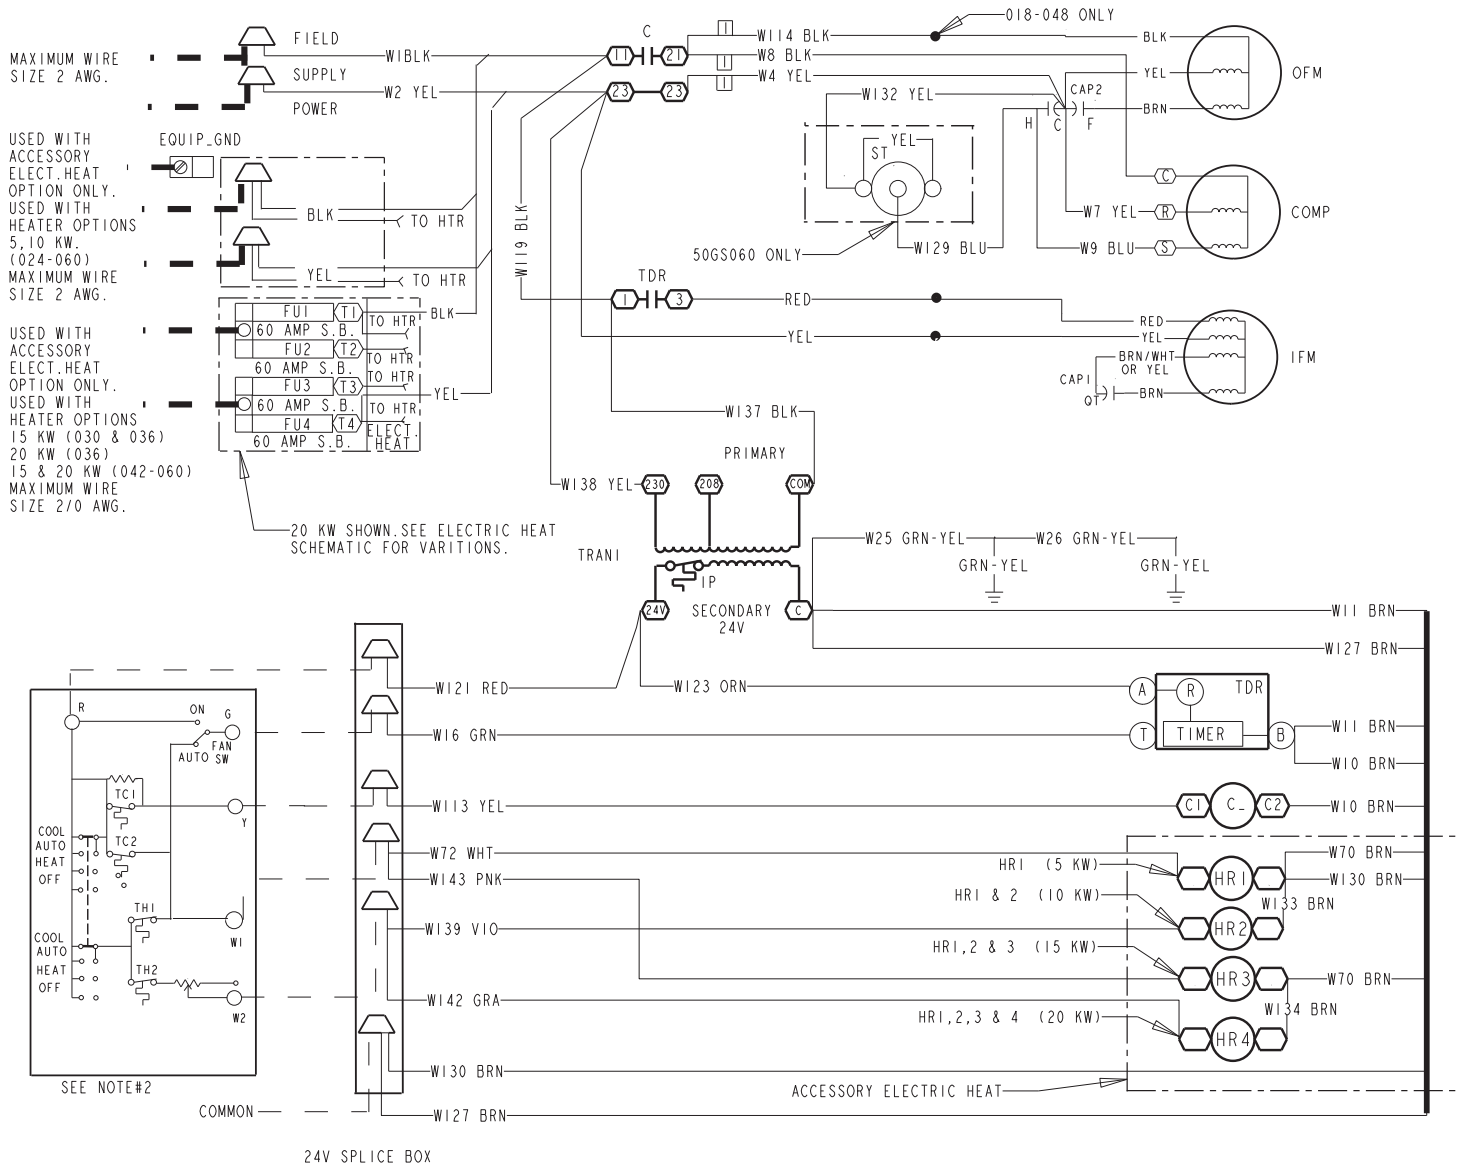 018-048 ONLY
MAXIMUM WIRE
SIZE 2 AWG.
FIELD
SUPPLY
POWER
W1BLK
W2 YEL
C
11
21
23
23
1
1
1
W114 BLK
W8 BLK
W4 YEL
BLK
YEL
BRN
OFM
CAP2
H
C
F
W132 YEL
YEL
ST
50GS060 ONLY
W129 BLU
C
R
S
W7 YEL
W9 BLU
COMP
USED WITH
ACCESSORY
ELECT.HEAT
OPTION ONLY.
USED WITH
HEATER OPTIONS
5,10 KW.
(024-060)
MAXIMUM WIRE
SIZE 2 AWG.
EQUIP_GND
BLK
TO HTR
YEL
TO HTR
W119 BLK
TDR
1
3
RED
YEL
RED
YEL
BRN/WHT
OR YEL
CAP1
QT
BRN
IFM
USED WITH
ACCESSORY
ELECT.HEAT
OPTION ONLY.
USED WITH
HEATER OPTIONS
15 KW (030 & 036)
20 KW (036)
15 & 20 KW (042-060)
MAXIMUM WIRE
SIZE 2/0 AWG.
FU1
T1
BLK
60 AMP S.B.
TO HTR
FU2
T2
60 AMP S.B.
TO HTR
TO HTR
FU3
T3
YEL
60 AMP S.B.
TO HTR
FU4
T4
60 AMP S.B.
ELECT.
HEAT
20 KW SHOWN.SEE ELECTRIC HEAT
SCHEMATIC FOR VARITIONS.
W137 BLK
PRIMARY
W138 YEL
230
208
COM
TRAN1
1P
24V
SECONDARY
24V
C
W25 GRN-YEL
W26 GRN-YEL
GRN-YEL
GRN-YEL
W11 BRN
W127 BRN
W121 RED
W123 ORN
A
R
TDR
T
TIMER
B
W11 BRN
W10 BRN
W16 GRN
R
ON
G
AUTO
FAN
SW
TC1
Y
COOL
AUTO
HEAT
OFF
TC2
TH1
W1
COOL
AUTO
HEAT
OFF
TH2
W2
SEE NOTE#2
COMMON
W113 YEL
C1
C_
C2
W10 BRN
W72 WHT
W143 PNK
W139 VIO
W142 GRA
W130 BRN
W127 BRN
HR1 (5 KW)
HR1
W70 BRN
W130 BRN
HR1 & 2 (10 KW)
W133 BRN
HR2
HR1,2 & 3 (15 KW)
HR3
W70 BRN
W134 BRN
HR1,2,3 & 4 (20 KW)
HR4
ACCESSORY ELECTRIC HEAT
24V SPLICE BOX